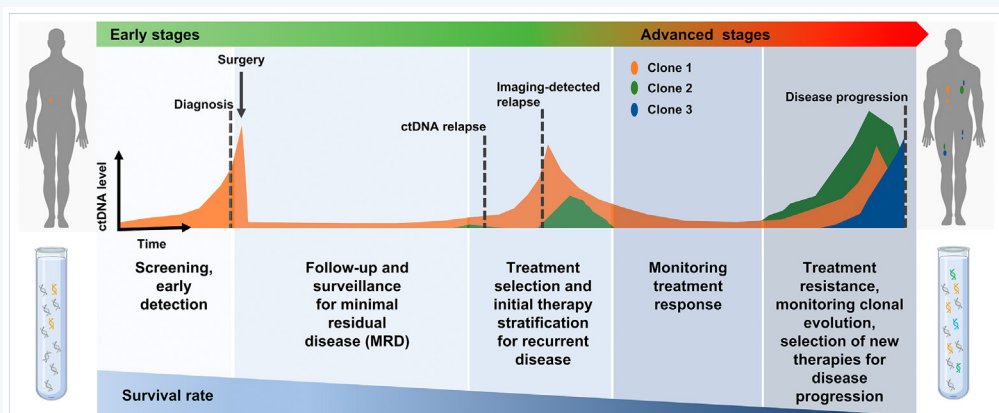 Early stages
Advanced stages
Surgery
Diagnosis
ctDNA relapse
Imaging-detected
relapse
Clone 1
Clone 2
Clone 3
Disease progression
ctDNA level
Time
Screening,
early
detection
Follow-up and
surveillance
for minimal
residual
disease (MRD)
Treatment
selection and
initial therapy
stratification
for recurrent
disease
Monitoring
treatment
response
Treatment
resistance,
monitoring clonal
evolution,
selection of new
therapies for
disease
progression
Survival rate